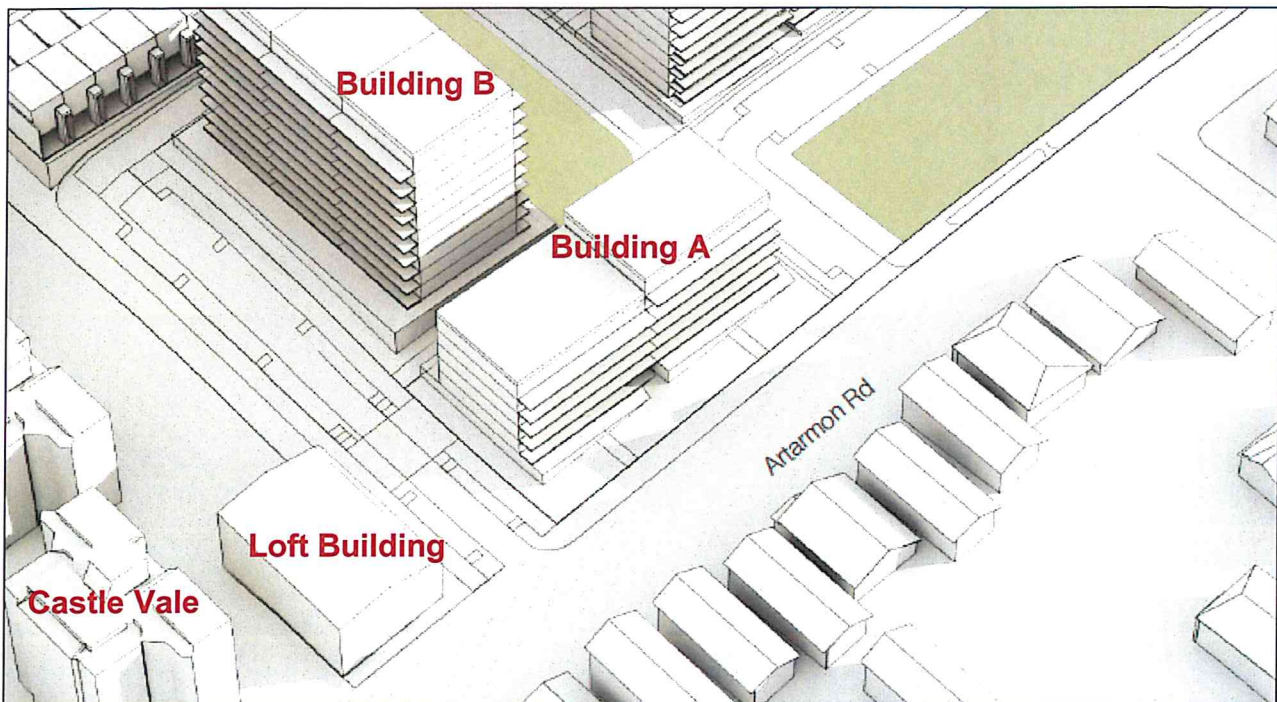 Building B
Building A
Artarmon Rd
Loft Building
Castle Vale